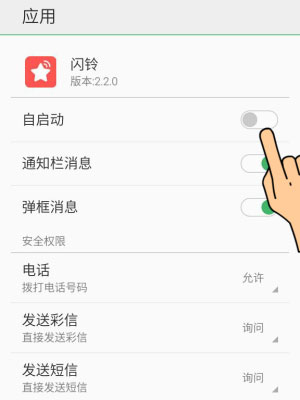 应用
闪铃
版本:2.2.0
自启动
通知栏消息
弹框消息
安全权限
电话
拨打电话号码
允许
发送彩信
直接发送彩信
询问
发送短信
直接发送短信
询问